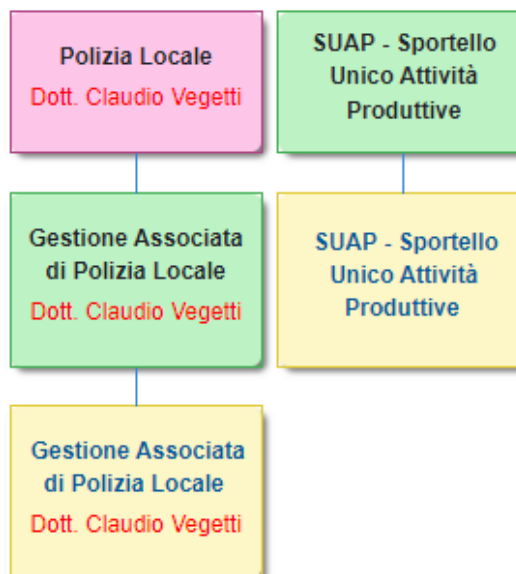 Polizia Locale
Dott. Claudio Vegetti
SUAP - Sportello
Unico Attività
Produttive
Gestione Associata
di Polizia Locale
Dott. Claudio Vegetti
SUAP - Sportello
Unico Attività
Produttive
Gestione Associata
di Polizia Locale
Dott. Claudio Vegetti